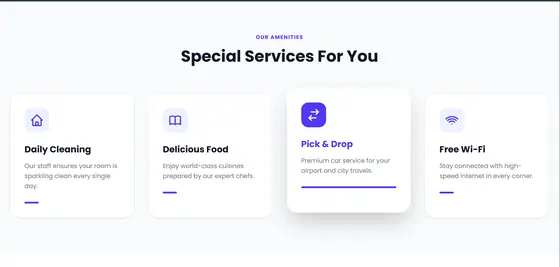 OUR AMENITIES
Special Services For You
Daily Cleaning
Our staff ensures your room is
sparkling clean every single
day.
Delicious Food
Enjoy world-class cuisines
prepared by our expert chefs.
Pick & Drop
Premium car service for your
airport and city travels.
Free Wi-Fi
Stay connected with high-
speed internet in every corner.